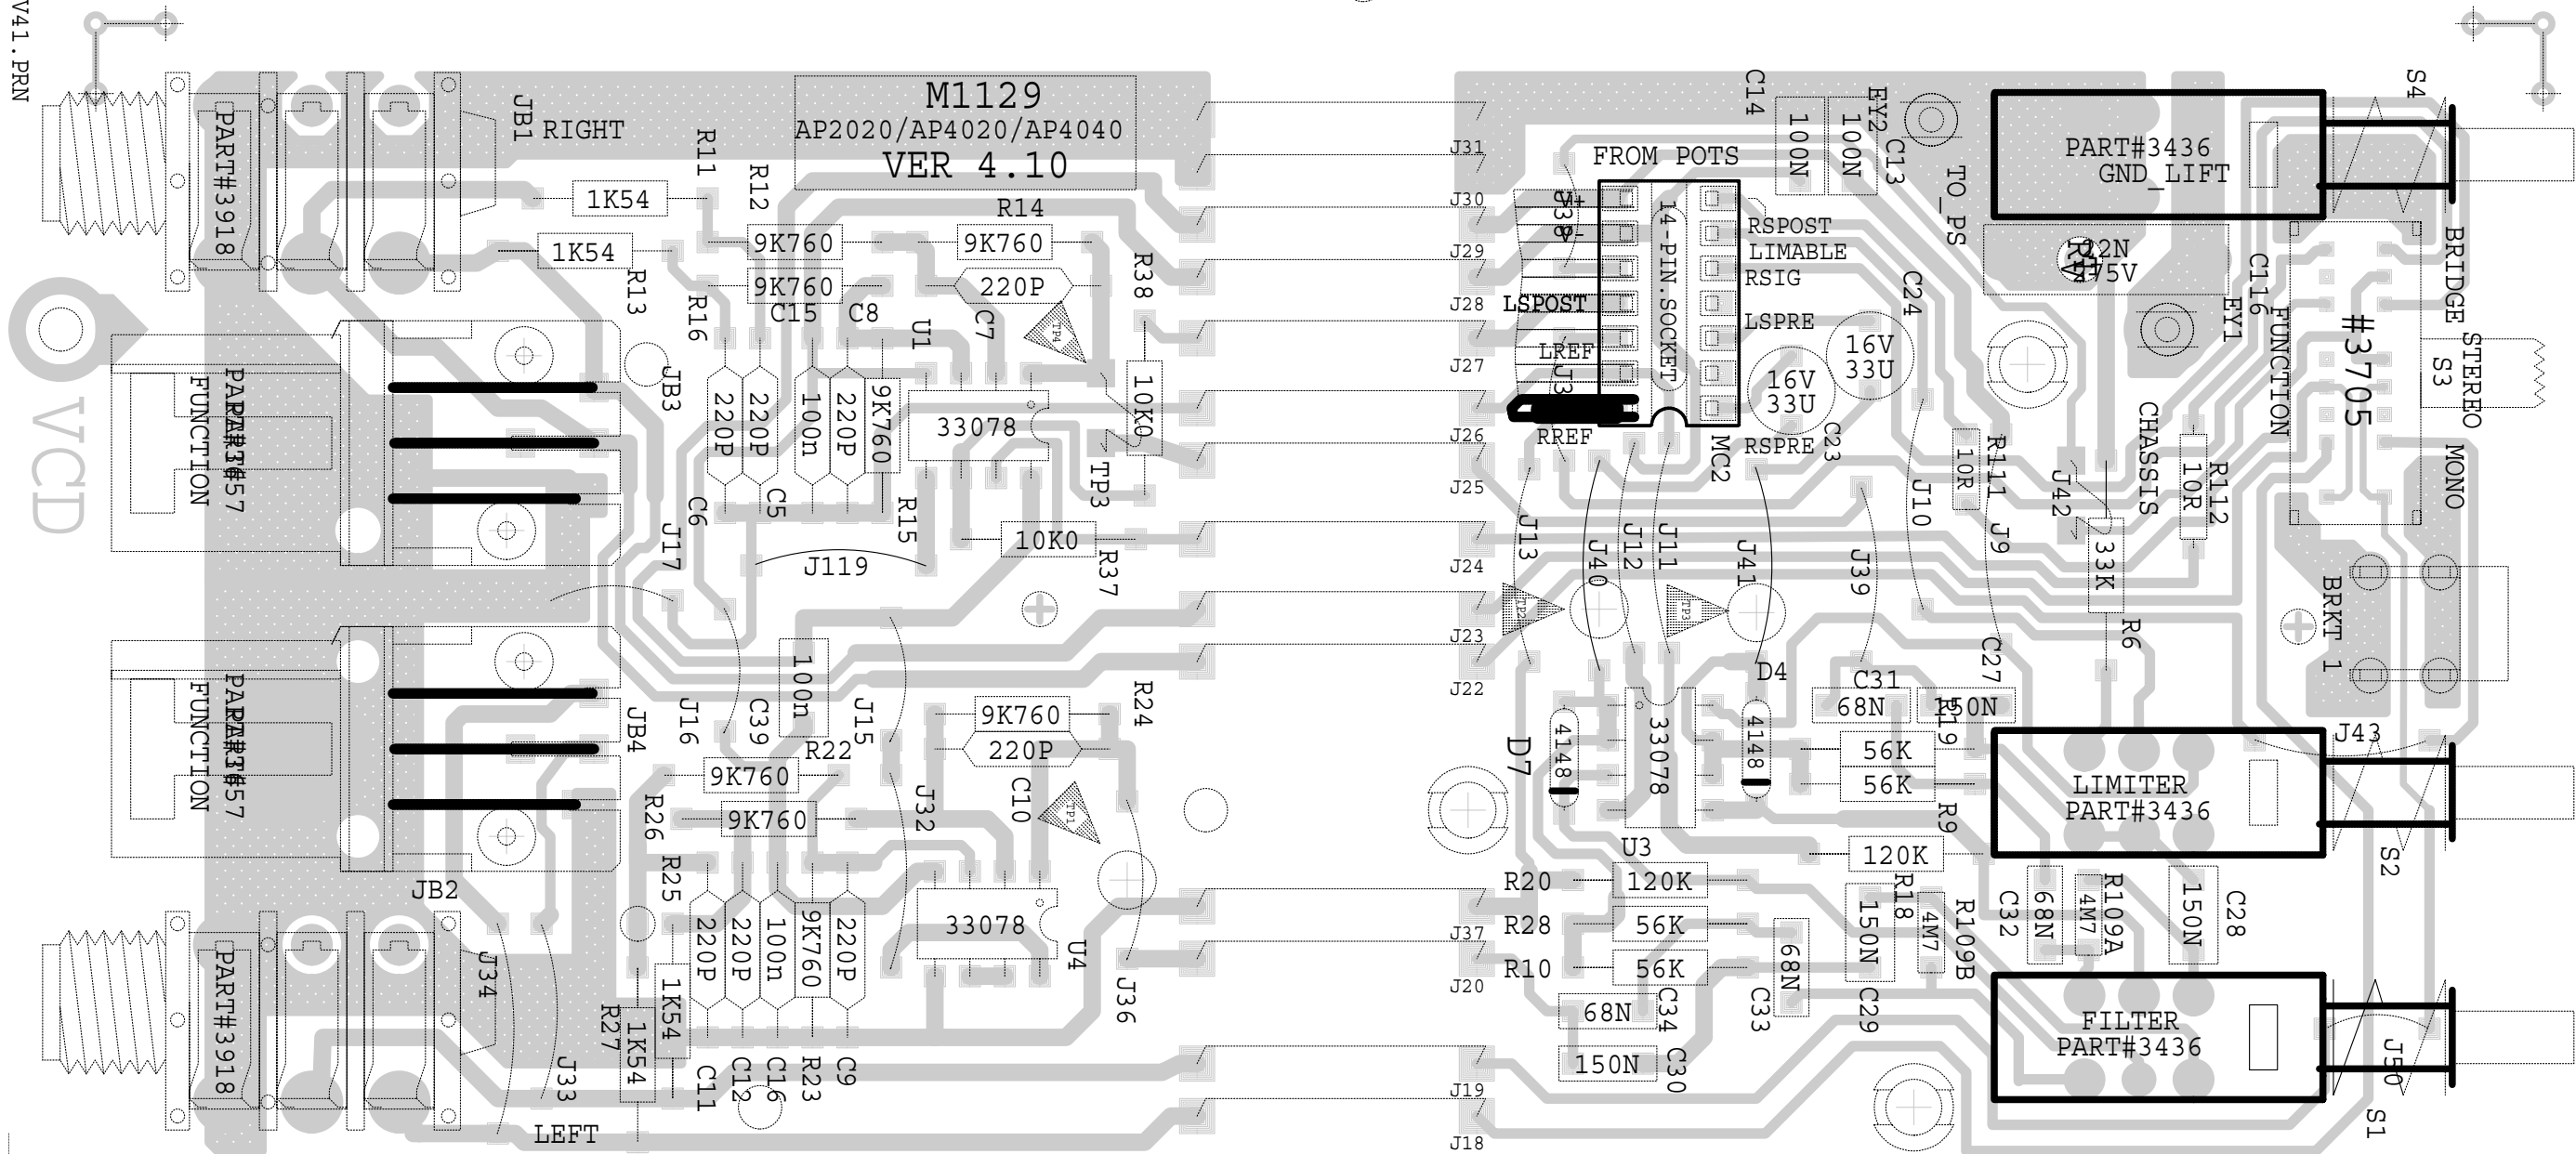 V41.PRN
M1129
AP2020/AP4020/AP4040
VER 4.10
JB1
RIGHT
PART#3918
R11
R12
1K54
1K54
R13
R14
9K760
9K760
9K760
220P
R16
C15
C8
U1
C7
TP4
R38
10K0
JB3
FUNCTION
220P
220P
100n
220P
9K760
33078
TP3
C6
C5
R15
10K0
R37
J17
J119
VCD
100n
J16
C39
J15
R22
9K760
220P
R24
JB4
FUNCTION
9K760
9K760
R26
J32
C10
TP1
R25
JB2
220P
220P
100n
9K760
220P
33078
U4
J36
J34
PART#3918
R27
1K54
1K54
J33
LEFT
C11
C12
C16
R23
C9
J31
J30
J29
J28
J27
J26
J25
J24
J23
J22
J37
J20
J19
J18
C14
EY2
C13
100N
100N
FROM POTS
V-
14-PIN.SOCKET
RSPOST
LIMABLE
RSIG
LSPOST
LSPRE
LREF
J3
RREF
RSPRE
MC2
16V
33U
16V
33U
C23
C24
TO_PS
PART#3436
GND_LIFT
S4
22N
C116
EY1
FUNCTION
#3705
BRIDGE
STEREO
S3
MONO
CHASSIS
10R
R111
J42
10R
R112
J13
J40
J12
J11
J41
J39
J10
J9
33K
R6
BRKT 1
TP2
TP3
D4
C31
68N
C27
150N
R19
D7
4148
33078
4148
56K
56K
R9
LIMITER
PART#3436
J43
S2
U3
120K
R20
120K
R28
56K
R10
56K
R18
150N
4M7
R109B
C32
68N
4M7
R109A
150N
C28
68N
C34
68N
C33
C29
150N
C30
FILTER
PART#3436
J50
S1